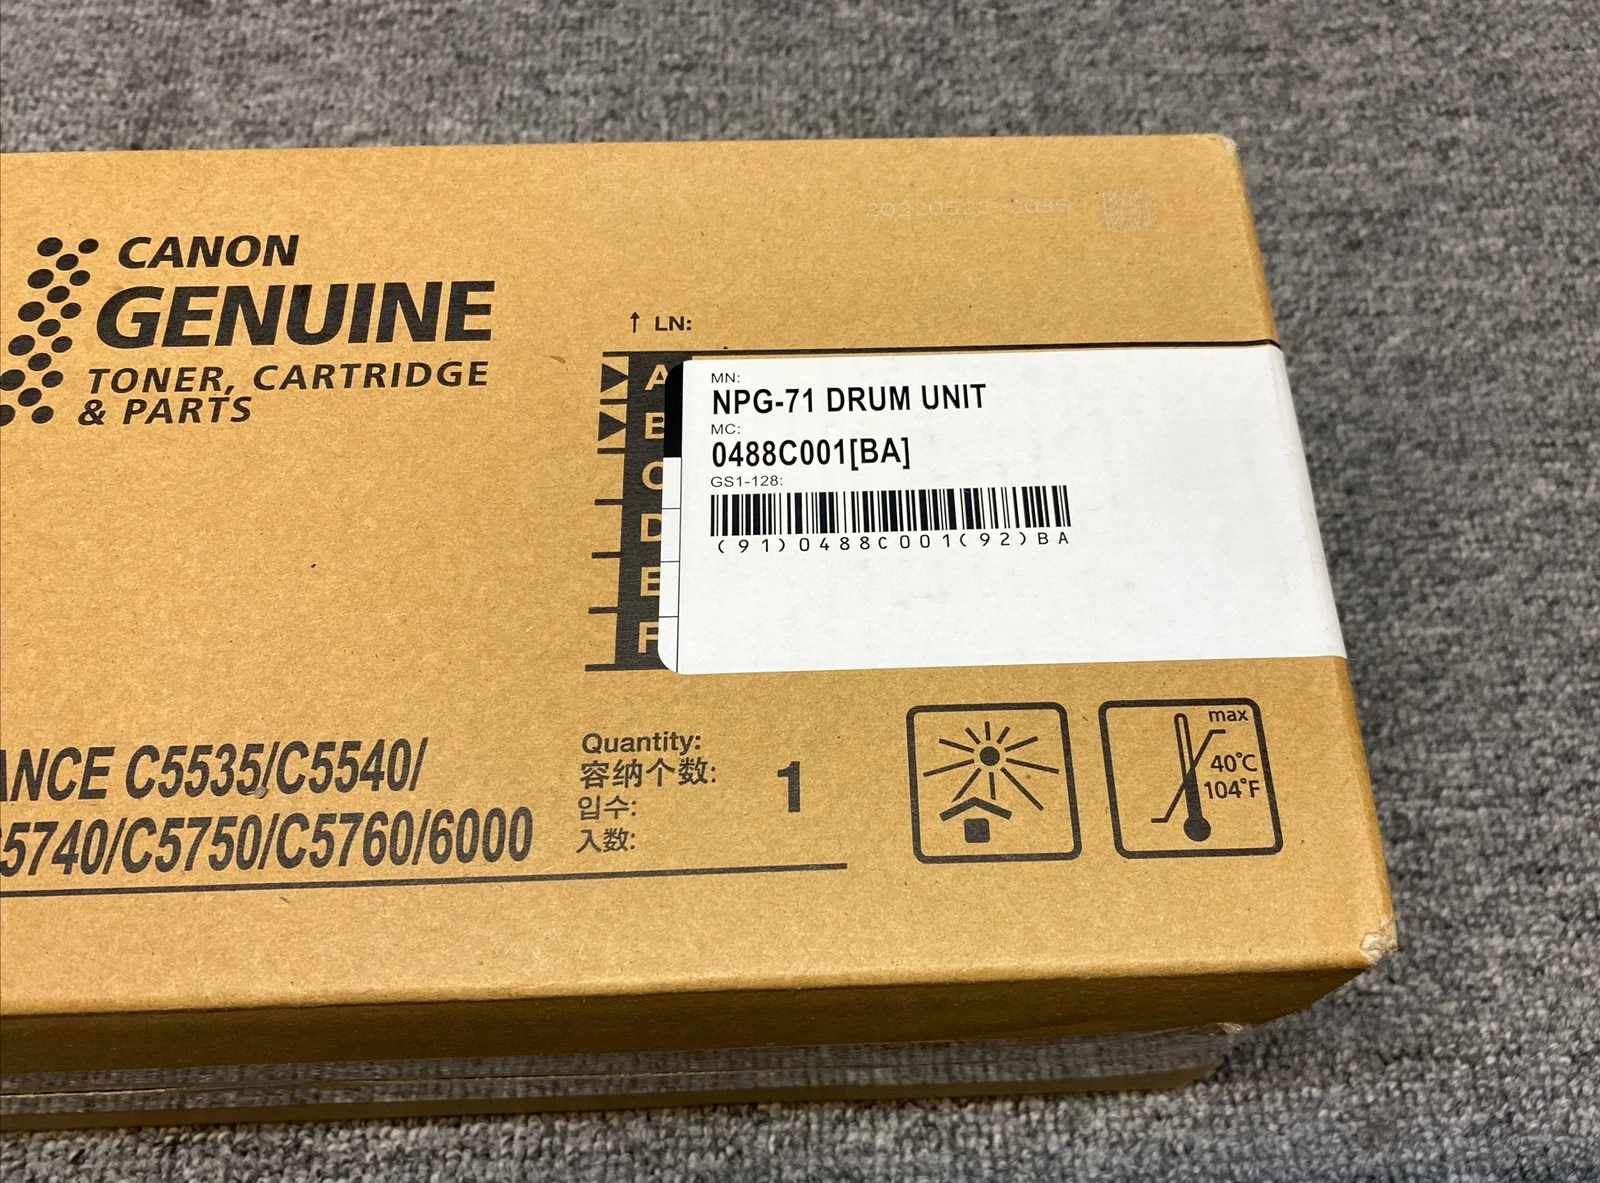 CANON
GENUINE
TONER, CARTRIDGE
& PARTS
↑ LN:
A
B
C
D
E
F
MN:
NPG-71 DRUM UNIT
MC:
0488C001[BA]
GS1-128:
(91)0488C001(92)BA
ANCE C5535/C5540/
C5740/C5750/C5760/6000
Quantity:
容纳个数:
입수:
入数:
1
max
40°C
104°F